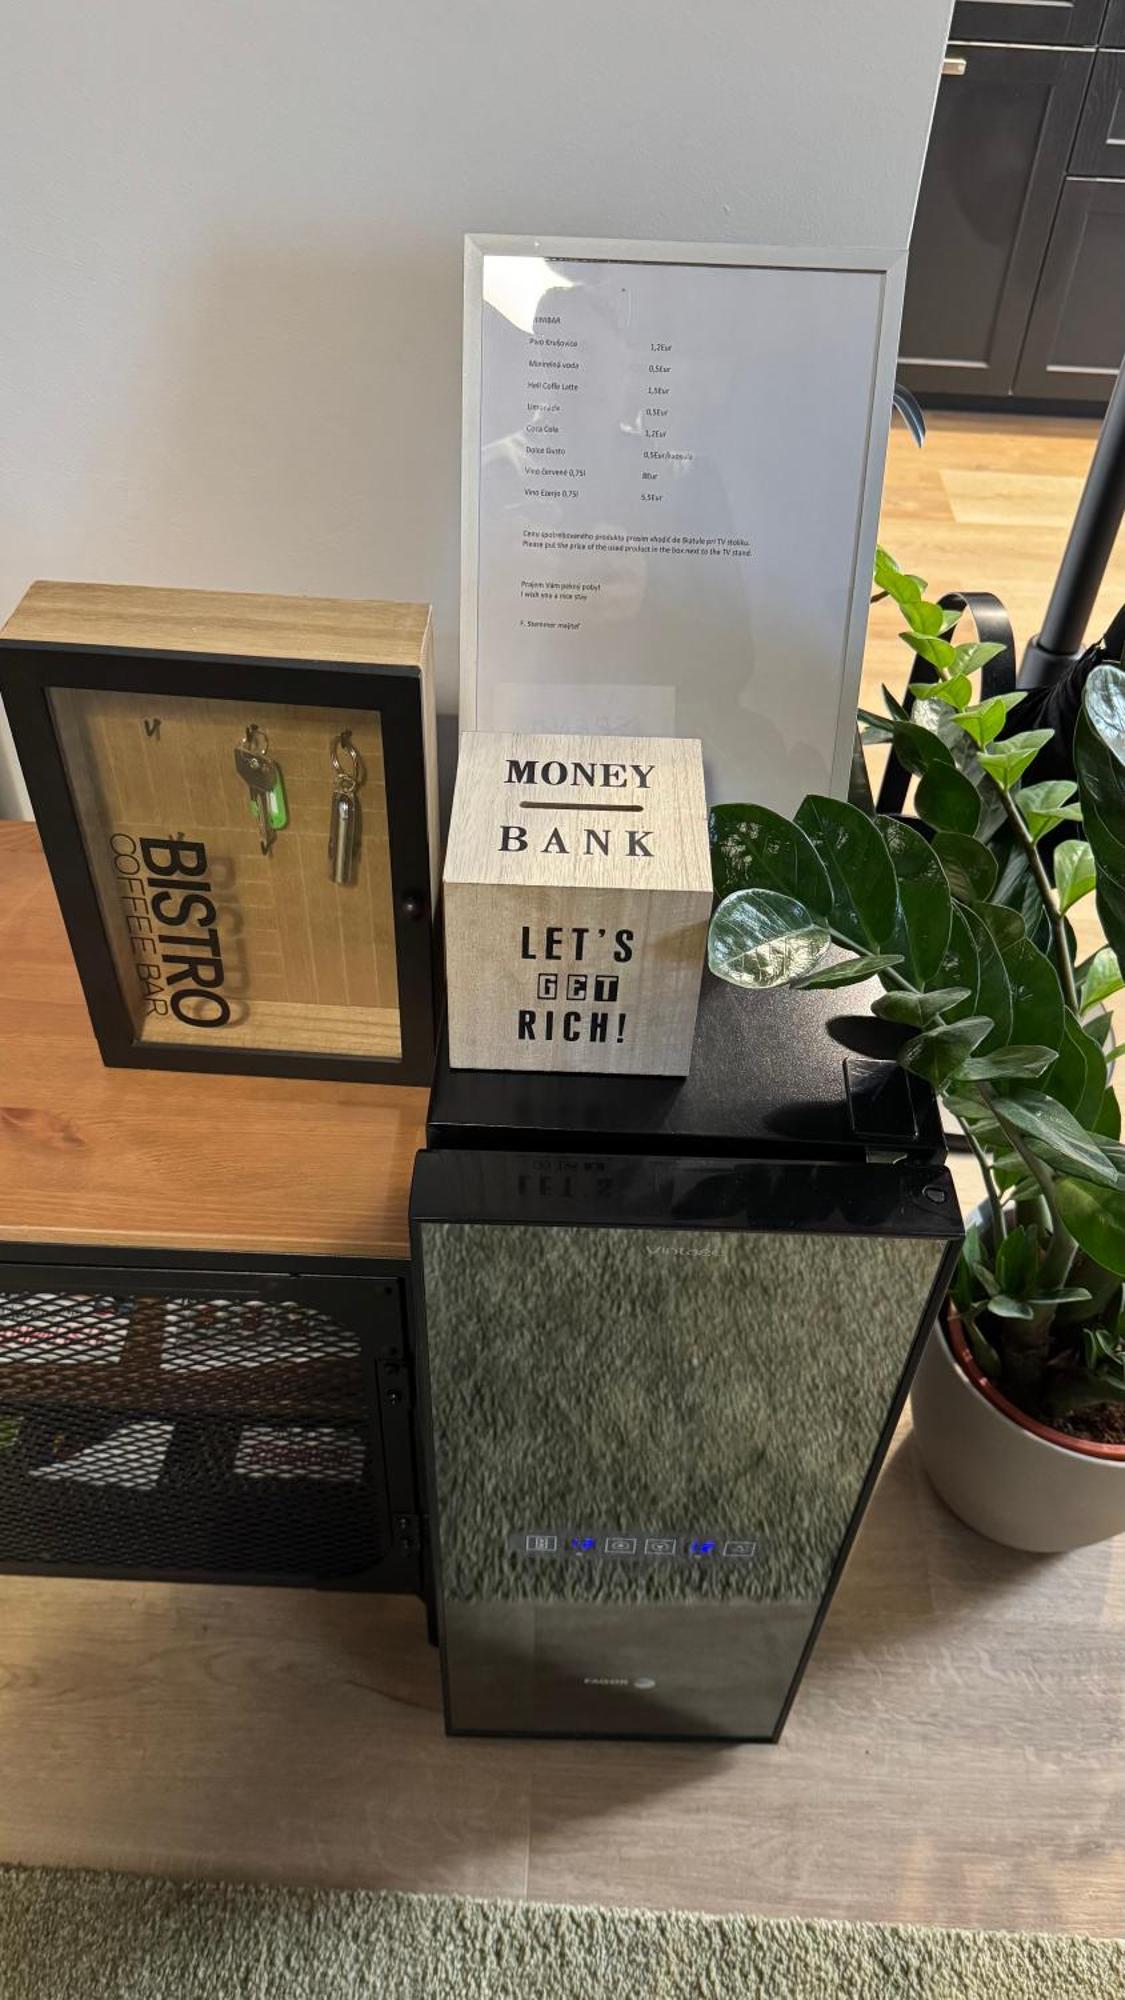 MINIBAR
Pivo Krušovice 1,2Eur
Minirelná voda 0,5Eur
Hell Coffe Latte 1,5Eur
Limonáda 0,5Eur
Coca Cola 1,2Eur
Dolce Gusto 0,5Eur/kapsula
Víno červené 0,75l 8Eur
Víno Ezerjo 0,75l 5,5Eur
Cenu spotrebovaného produktu prosím vhodiť do škatule pri TV stolíku.
Please put the price of the used product in the box next to the TV stand.
Prajem Vám pekný pobyt
I wish you a nice stay
F. Stemmer majiteľ
MONEY
BANK
LET'S
GET
RICH!
BISTRO
COFFEE BAR
Vintage
12 12
FAGOR